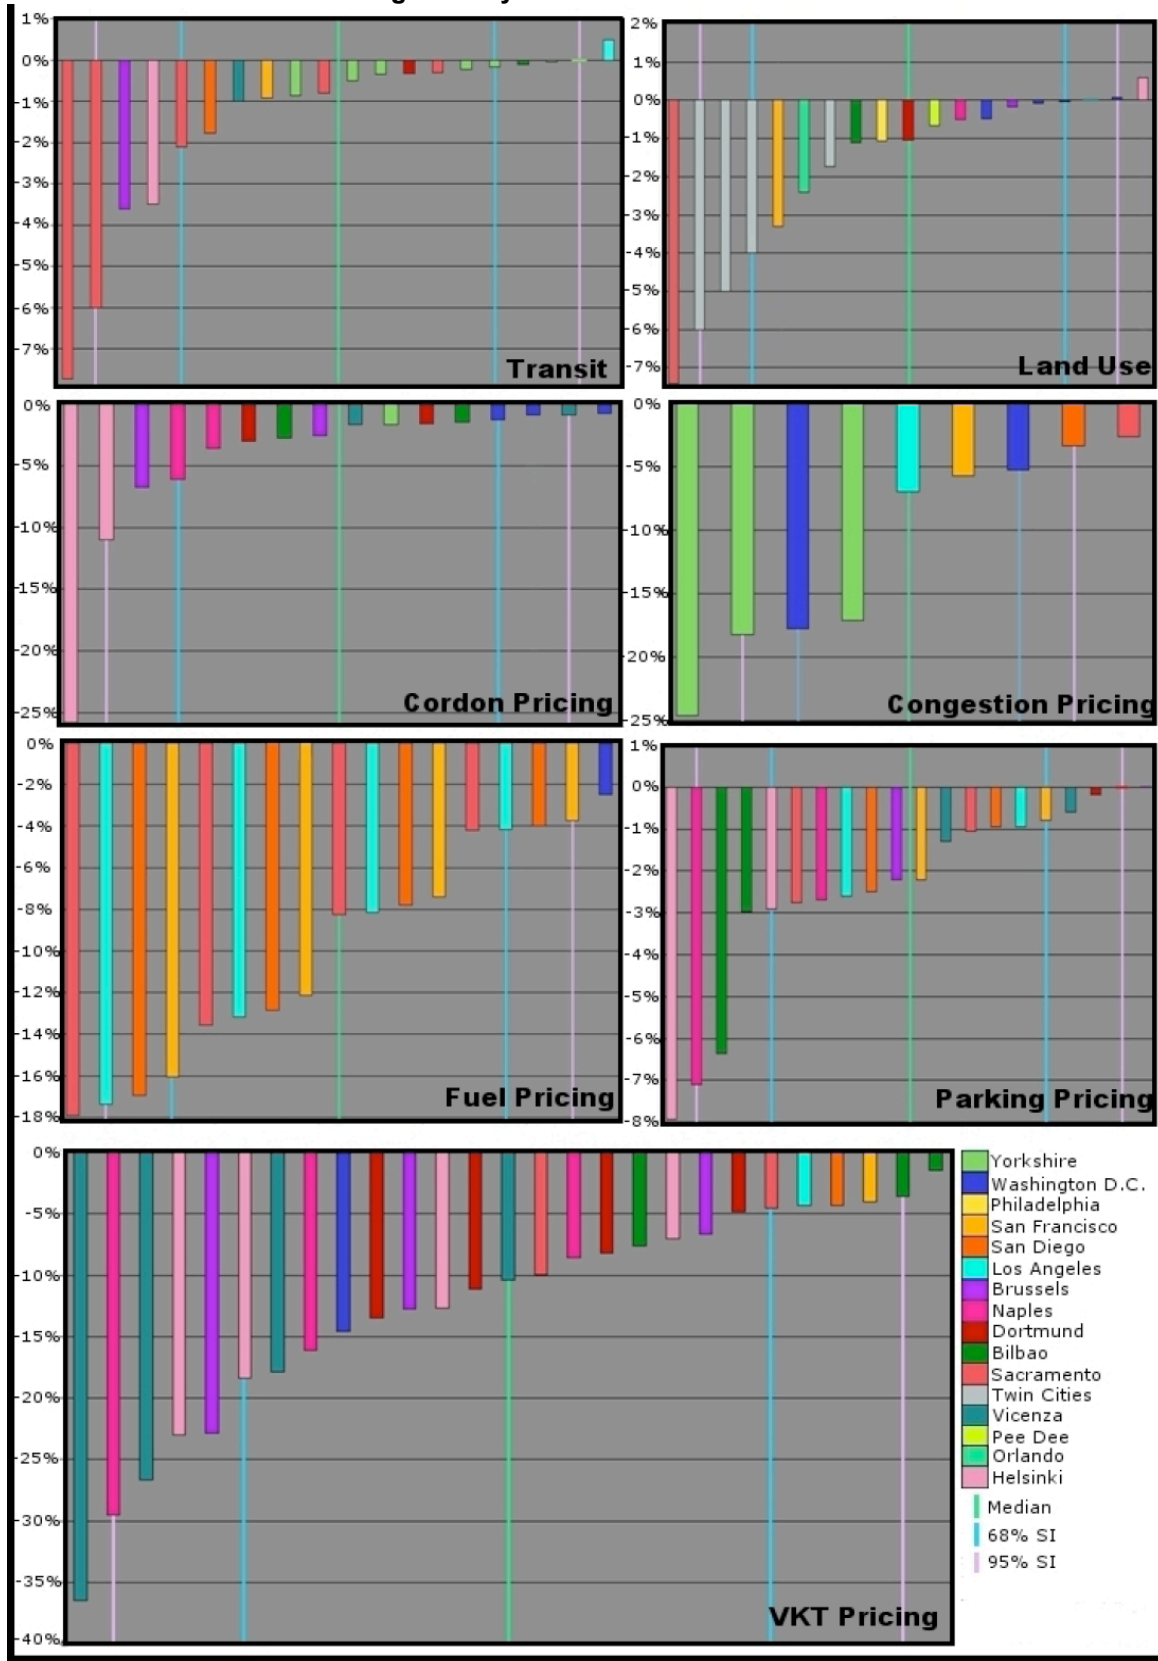 1%
0%
-1%
-2%
-3%
-4%
-5%
-6%
-7%
Transit
2%
1%
0%
-1%
-2%
-3%
-4%
-5%
-6%
-7%
Land Use
0%
-5%
-10%
-15%
-20%
-25%
Cordon Pricing
0%
-5%
-10%
-15%
-20%
-25%
Congestion Pricing
0%
-2%
-4%
-6%
-8%
-10%
-12%
-14%
-16%
-18%
Fuel Pricing
1%
0%
-1%
-2%
-3%
-4%
-5%
-6%
-7%
-8%
Parking Pricing
0%
-5%
-10%
-15%
-20%
-25%
-30%
-35%
-40%
VKT Pricing
Yorkshire
Washington D.C.
Philadelphia
San Francisco
San Diego
Los Angeles
Brussels
Naples
Dortmund
Bilbao
Sacramento
Twin Cities
Vicenza
Pee Dee
Orlando
Helsinki
Median
68% SI
95% SI